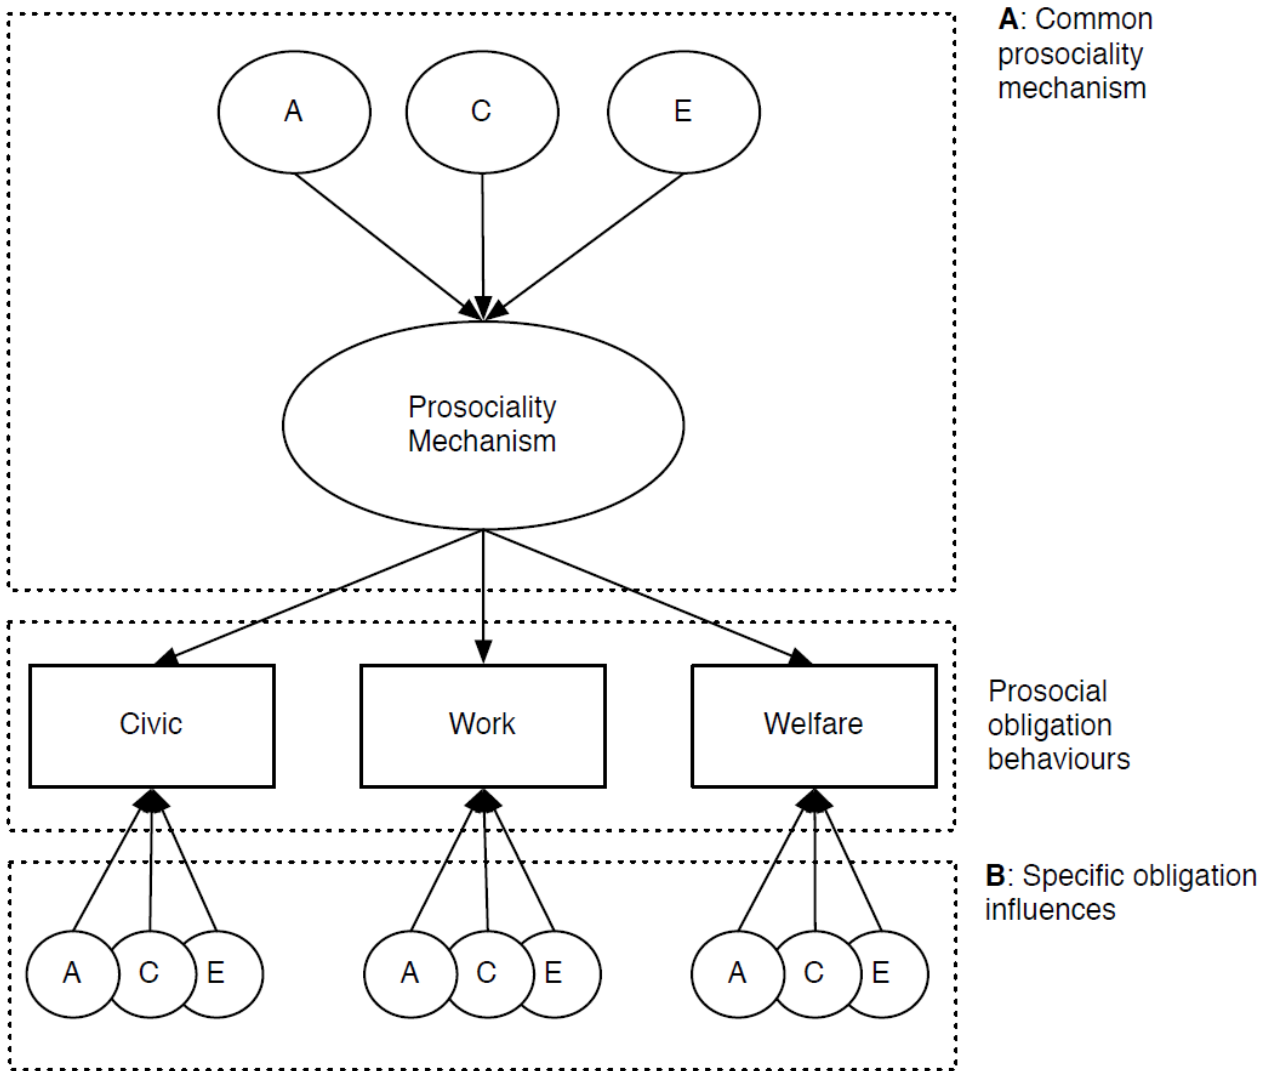 A: Common
prosociality
mechanism
A
C
E
Prosociality
Mechanism
Civic
Work
Welfare
Prosocial
obligation
behaviours
B: Specific obligation
influences
A
C
E
A
C
E
A
C
E